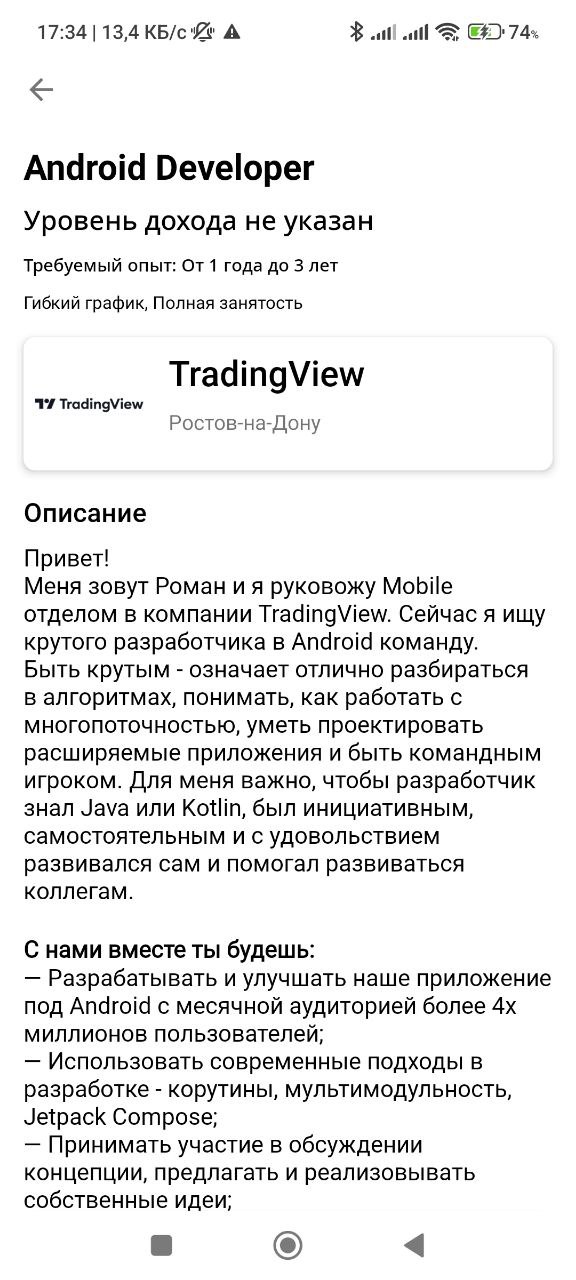 17:34 | 13,4 КБ/с 74%
Android Developer
Уровень дохода не указан
Требуемый опыт: От 1 года до 3 лет
Гибкий график, Полная занятость
TradingView
TradingView
Ростов-на-Дону
Описание
Привет!
Меня зовут Роман и я руковожу Mobile
отделом в компании TradingView. Сейчас я ищу
крутого разработчика в Android команду.
Быть крутым - означает отлично разбираться
в алгоритмах, понимать, как работать с
многопоточностью, уметь проектировать
расширяемые приложения и быть командным
игроком. Для меня важно, чтобы разработчик
знал Java или Kotlin, был инициативным,
самостоятельным и с удовольствием
развивался сам и помогал развиваться
коллегам.
С нами вместе ты будешь:
— Разрабатывать и улучшать наше приложение
под Android с месячной аудиторией более 4х
миллионов пользователей;
— Использовать современные подходы в
разработке - корутины, мультимодульность,
Jetpack Compose;
— Принимать участие в обсуждении
концепции, предлагать и реализовывать
собственные идеи;